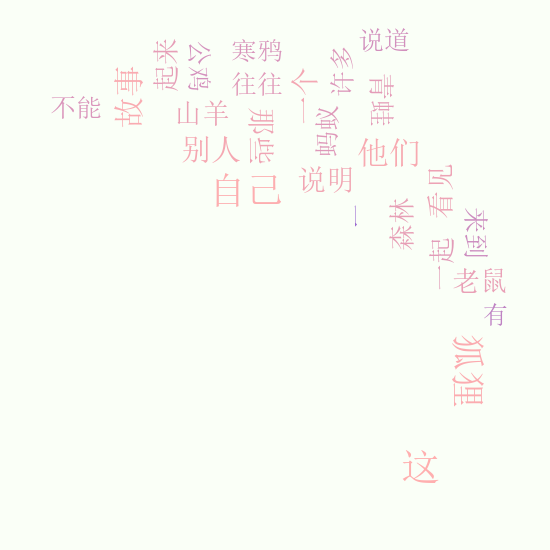 说道
寒鸦
公鸡
起来
许多
往往
一个
青蛙
故事
不能
山羊
那些
蚂蚁
别人
他们
说明
自己
看见
森林
一
来到
一起
老鼠
有
狐狸
这